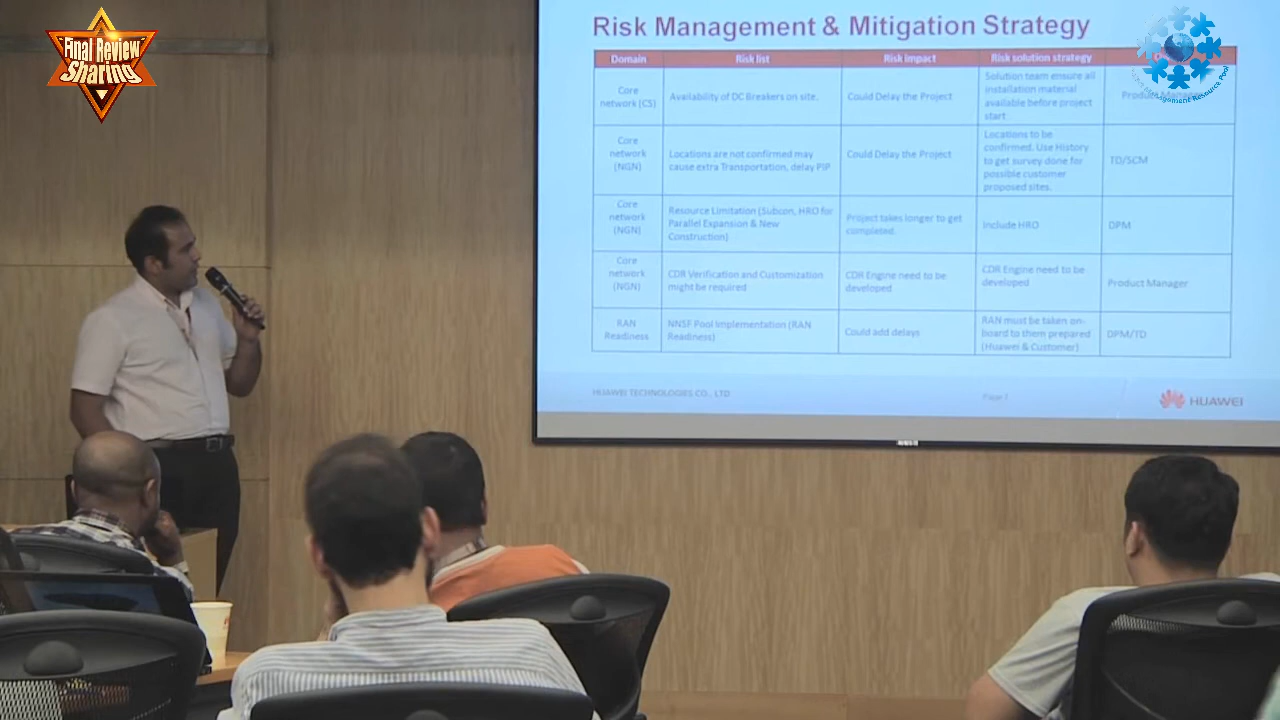 Final Review
Sharing
Risk Management & Mitigation Strategy
Domain Risk list Risk impact Risk solution strategy
Core
network (CS)
Availability of DC Breakers on site.
Could Delay the Project
Solution team ensure all
installation material
available before project
start
Product Manager
Core
network
(NGN)
Locations are not confirmed may
cause extra Transportation, delay PIP
Could Delay the Project
Locations to be
confirmed. Use History
to get survey done for
possible customer
proposed sites.
TD/SCM
Core
network
(NGN)
Resource Limitation (Subcon, HRO for
Parallel Expansion & New
Construction)
Project takes longer to get
completed.
Include HRO
DPM
Core
network
(NGN)
CDR Verification and Customization
might be required
CDR Engine need to be
developed
CDR Engine need to be
developed
Product Manager
RAN
Readiness
NNSF Pool Implementation (RAN
Readiness)
Could add delays
RAN must be taken on-
board to them prepared
(Huawei & Customer)
DPM/TD
HUAWEI TECHNOLOGIES CO., LTD
Page 7
HUAWEI
Management Resource Pool